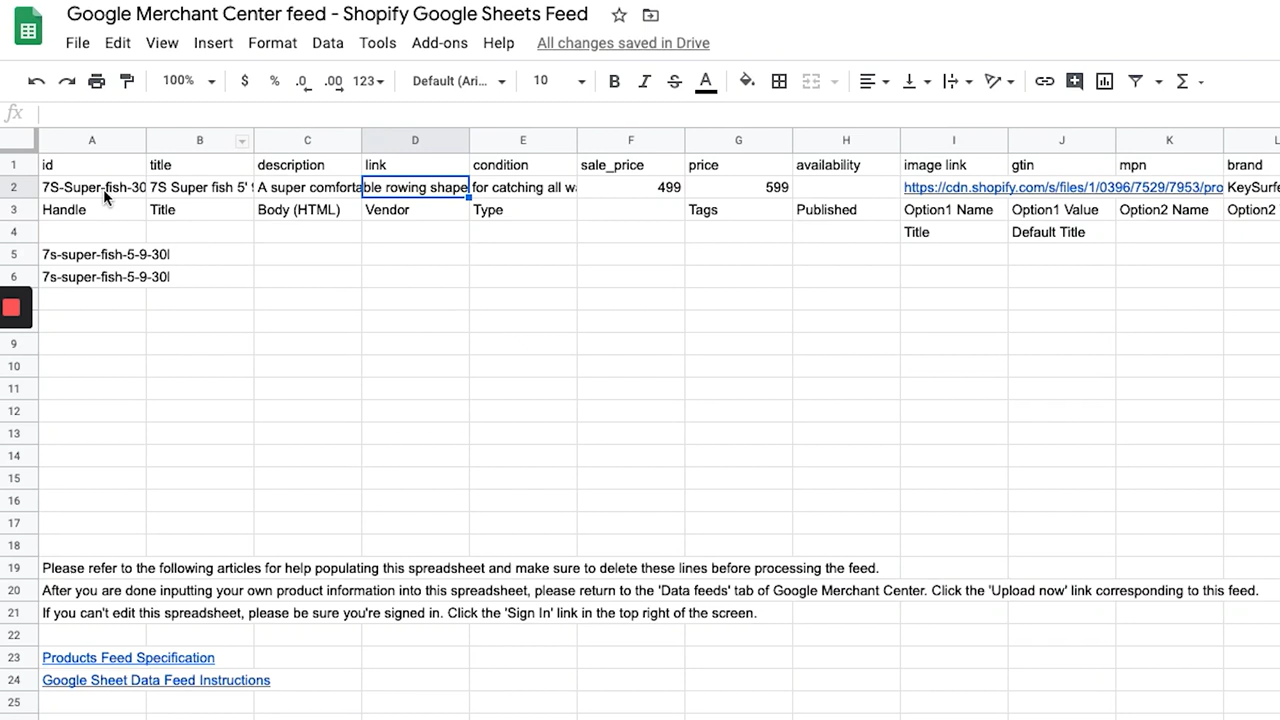 Google Merchant Center feed - Shopify Google Sheets Feed
File Edit View Insert Format Data Tools Add-ons Help All changes saved in Drive
100% $ % .0 .00 123 Default (Ari... 10 B I S A
fx
A B C D E F G H I J K L
1 id title description link condition sale_price price availability image link gtin mpn brand
2 7S-Super-fish-30 7S Super fish 5' A super comfortable rowing shape for catching all 499 599 https://cdn.shopify.com/s/files/1/0396/7529/7953/pro KeySurfe
3 Handle Title Body (HTML) Vendor Type Tags Published Option1 Name Option1 Value Option2 Name Option2
4 Title Default Title
5 7s-super-fish-5-9-30l
6 7s-super-fish-5-9-30l
9
10
11
12
13
14
15
16
17
18
19 Please refer to the following articles for help populating this spreadsheet and make sure to delete these lines before processing the feed.
20 After you are done inputting your own product information into this spreadsheet, please return to the 'Data feeds' tab of Google Merchant Center. Click the 'Upload now' link corresponding to this feed.
21 If you can't edit this spreadsheet, please be sure you're signed in. Click the 'Sign In' link in the top right of the screen.
22
23 Products Feed Specification
24 Google Sheet Data Feed Instructions
25